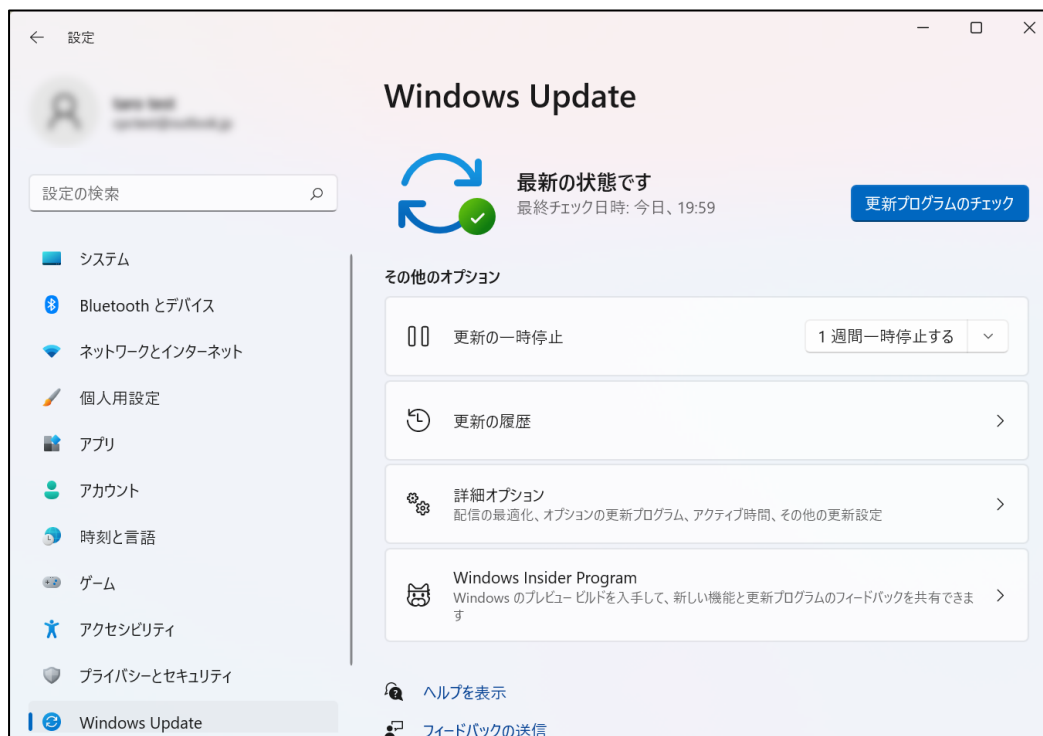 設定
設定の検索
システム
Bluetooth とデバイス
ネットワークとインターネット
個人用設定
アプリ
アカウント
時刻と言語
ゲーム
アクセシビリティ
プライバシーとセキュリティ
Windows Update
Windows Update
最新の状態です
最終チェック日時: 今日、19:59
更新プログラムのチェック
その他のオプション
更新の一時停止
1 週間一時停止する
更新の履歴
詳細オプション
配信の最適化、オプションの更新プログラム、アクティブ時間、その他の更新設定
Windows Insider Program
Windows のプレビュー ビルドを入手して、新しい機能と更新プログラムのフィードバックを共有できま
す
ヘルプを表示
フィードバックの送信